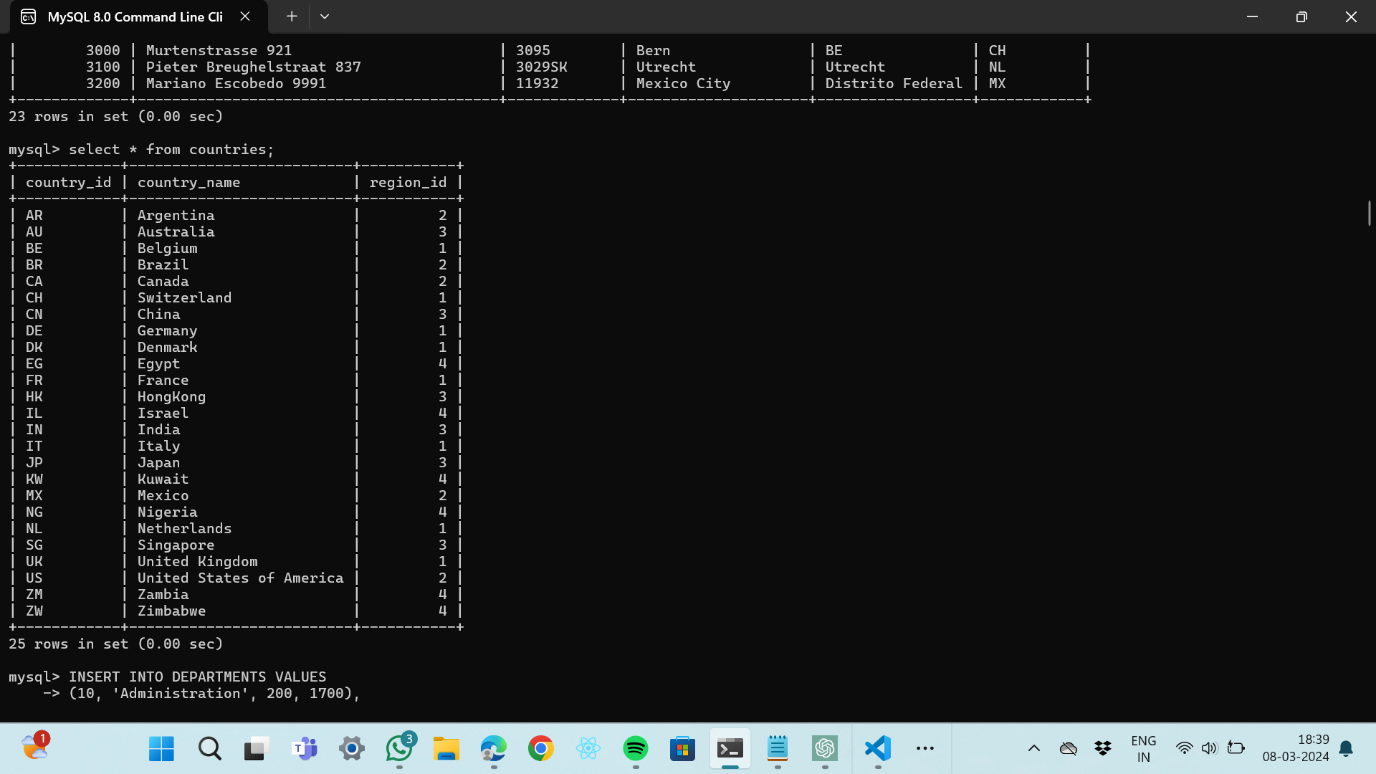 MySQL 8.0 Command Line Cli
| 3000 | Murtenstrasse 921 | 3095 | Bern | BE | CH |
| 3100 | Pieter Breughelstraat 837 | 3029SK | Utrecht | Utrecht | NL |
| 3200 | Mariano Escobedo 9991 | 11932 | Mexico City | Distrito Federal | MX |
23 rows in set (0.00 sec)
mysql> select * from countries;
| country_id | country_name | region_id |
| AR | Argentina | 2 |
| AU | Australia | 3 |
| BE | Belgium | 1 |
| BR | Brazil | 2 |
| CA | Canada | 2 |
| CH | Switzerland | 1 |
| CN | China | 3 |
| DE | Germany | 1 |
| DK | Denmark | 1 |
| EG | Egypt | 4 |
| FR | France | 1 |
| HK | HongKong | 3 |
| IL | Israel | 4 |
| IN | India | 3 |
| IT | Italy | 1 |
| JP | Japan | 3 |
| KW | Kuwait | 4 |
| MX | Mexico | 2 |
| NG | Nigeria | 4 |
| NL | Netherlands | 1 |
| SG | Singapore | 3 |
| UK | United Kingdom | 1 |
| US | United States of America | 2 |
| ZM | Zambia | 4 |
| ZW | Zimbabwe | 4 |
25 rows in set (0.00 sec)
mysql> INSERT INTO DEPARTMENTS VALUES
-> (10, 'Administration', 200, 1700),
1
3
ENG
IN
18:39
08-03-2024